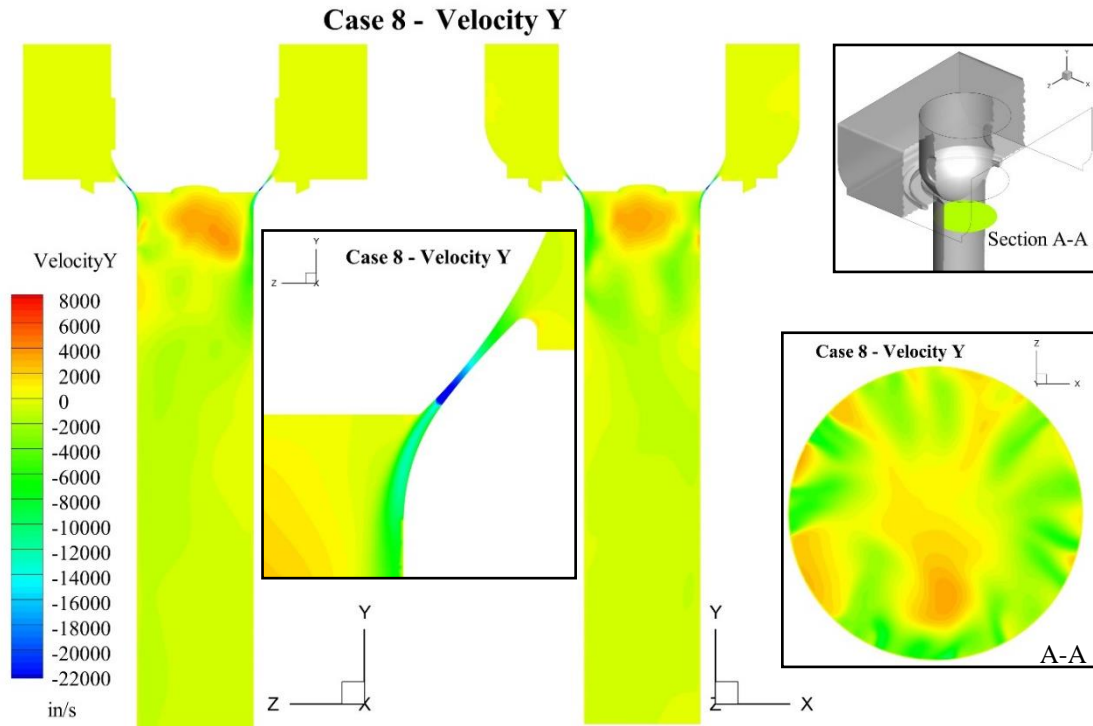 Case 8 - Velocity Y
Y
Z
X
Section A-A
VelocityY
8000
6000
4000
2000
0
-2000
-4000
-6000
-8000
-10000
-12000
-14000
-16000
-18000
-20000
-22000
in/s
Y
Case 8 - Velocity Y
Z
X
Case 8 - Velocity Y
Z
Y
X
A-A
Y
Z
X
Y
Z
X